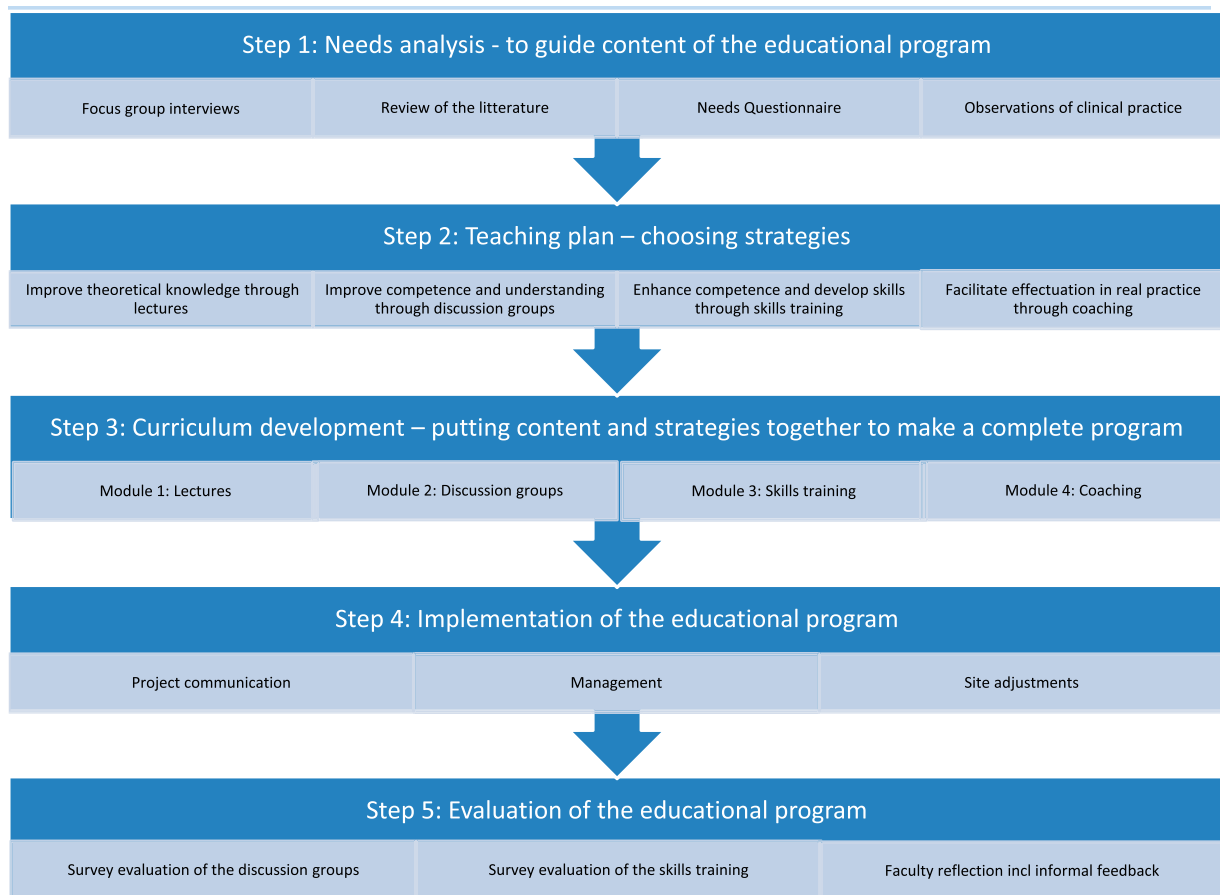 Step 1: Needs analysis - to guide content of the educational program
Focus group interviews
Review of the litterature
Needs Questionnaire
Observations of clinical practice
Step 2: Teaching plan – choosing strategies
Improve theoretical knowledge through
lectures
Improve competence and understanding
through discussion groups
Enhance competence and develop skills
through skills training
Facilitate effectuation in real practice
through coaching
Step 3: Curriculum development – putting content and strategies together to make a complete program
Module 1: Lectures
Module 2: Discussion groups
Module 3: Skills training
Module 4: Coaching
Step 4: Implementation of the educational program
Project communication
Management
Site adjustments
Step 5: Evaluation of the educational program
Survey evaluation of the discussion groups
Survey evaluation of the skills training
Faculty reflection incl informal feedback